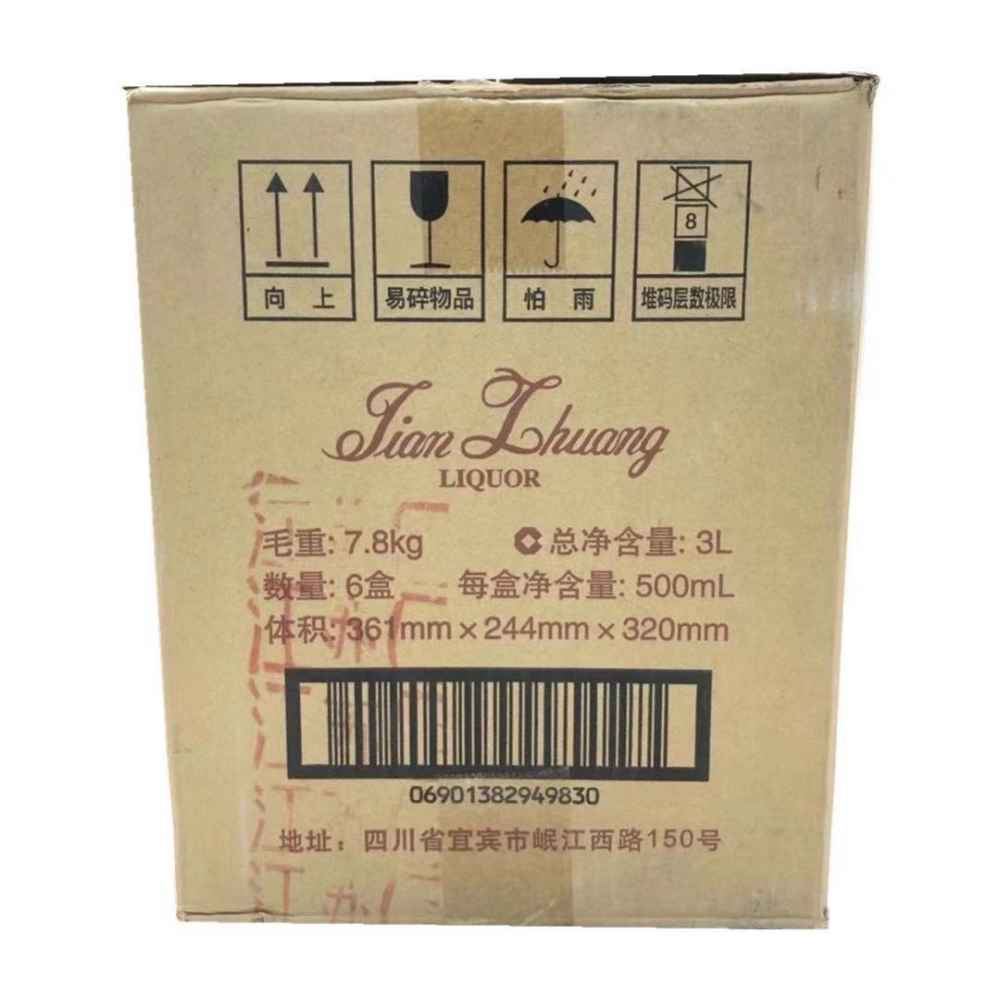 向上 易碎物品 怕雨 堆码层数极限
8
Jian Zhuang
LIQUOR
毛重: 7.8kg 总净含量: 3L
数量: 6盒 每盒净含量: 500mL
体积: 361mm×244mm×320mm
06901382949830
地址：四川省宜宾市岷江西路150号